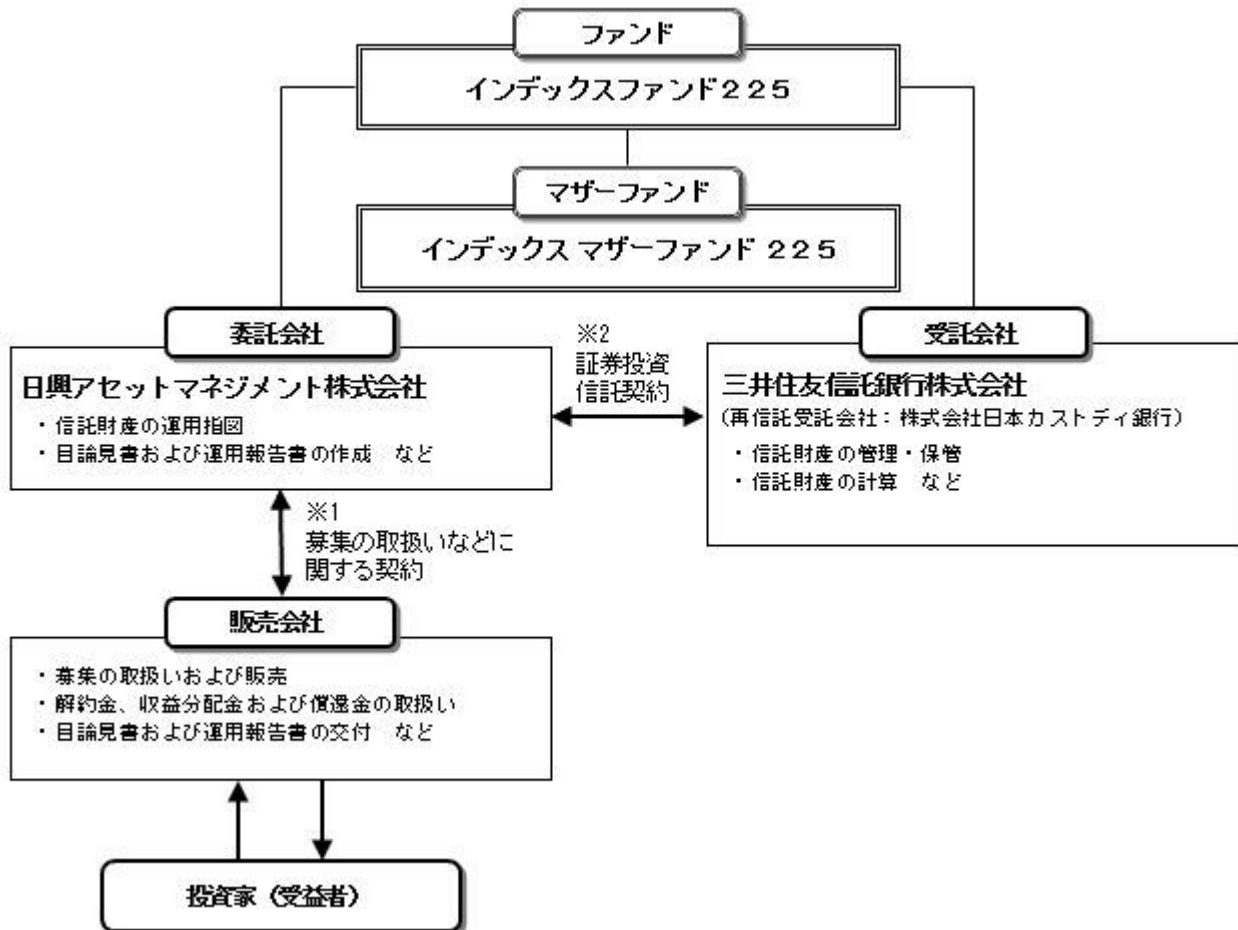 ファンド
インデックスファンド２２５
マザーファンド
インデックス マザーファンド ２２５
委託会社
日興アセットマネジメント株式会社
・信託財産の運用指図
・目論見書および運用報告書の作成　など
※2
証券投資
信託契約
受託会社
三井住友信託銀行株式会社
（再信託受託会社：株式会社日本カストディ銀行）
・信託財産の管理・保管
・信託財産の計算　など
※1
募集の取扱いなどに
関する契約
販売会社
・募集の取扱いおよび販売
・解約金、収益分配金および償還金の取扱い
・目論見書および運用報告書の交付　など
投資家（受益者）